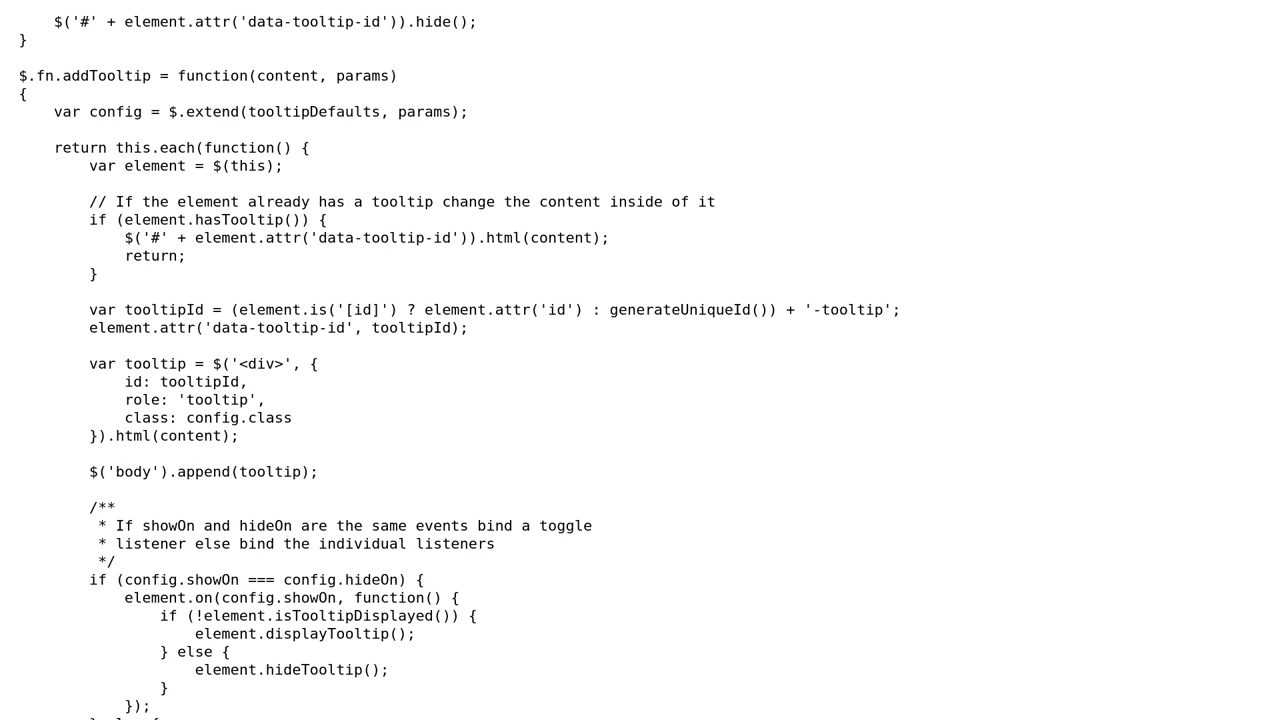 $('#' + element.attr('data-tooltip-id')).hide();
}

$.fn.addTooltip = function(content, params)
{
    var config = $.extend(tooltipDefaults, params);

    return this.each(function() {
        var element = $(this);

        // If the element already has a tooltip change the content inside of it
        if (element.hasTooltip()) {
            $('#' + element.attr('data-tooltip-id')).html(content);
            return;
        }

        var tooltipId = (element.is('[id]') ? element.attr('id') : generateUniqueId()) + '-tooltip';
        element.attr('data-tooltip-id', tooltipId);

        var tooltip = $('<div>', {
            id: tooltipId,
            role: 'tooltip',
            class: config.class
        }).html(content);

        $('body').append(tooltip);

        /**
         * If showOn and hideOn are the same events bind a toggle
         * listener else bind the individual listeners
         */
        if (config.showOn === config.hideOn) {
            element.on(config.showOn, function() {
                if (!element.isTooltipDisplayed()) {
                    element.displayTooltip();
                } else {
                    element.hideTooltip();
                }
            });